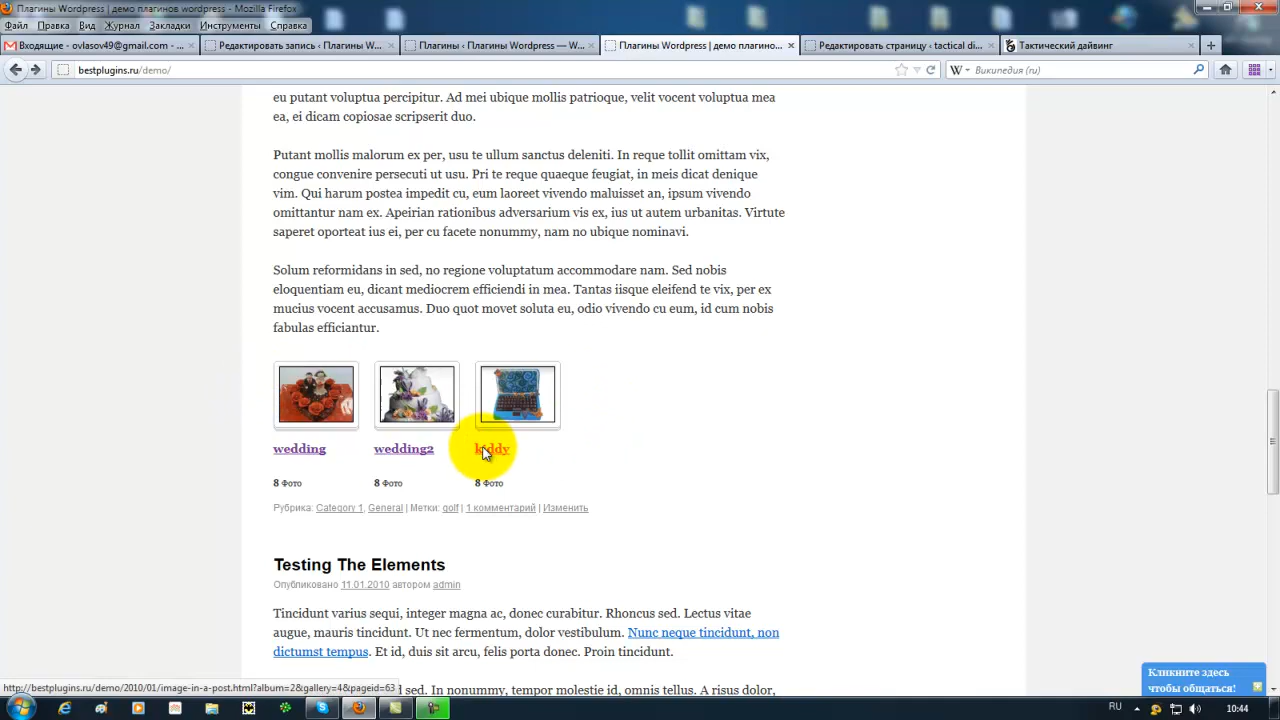 Плагины Wordpress | демо плагинов wordpress - Mozilla Firefox
Файл Правка Вид Журнал Закладки Инструменты Справка
Входящие - ovlasov49@gmail.com - ...
Редактировать запись ‹ Плагины W...
Плагины ‹ Плагины Wordpress — W...
Плагины Wordpress | демо плагино...
Редактировать страницу ‹ tactical di...
Тактический дайвинг
bestplugins.ru/demo/
Википедия (ru)
eu putant voluptua percipitur. Ad mei ubique mollis patrioque, velit vocent voluptua mea
ea, ei dicam copiosae scripserit duo.
Putant mollis malorum ex per, usu te ullum sanctus deleniti. In reque tollit omittam vix,
congue convenire persecuti ut usu. Pri te reque quaeque feugiat, in meis dicat denique
vim. Qui harum postea impedit cu, eum laoreet vivendo maluisset an, ipsum vivendo
omittantur nam ex. Apeirian rationibus adversarium vis ex, ius ut autem urbanitas. Virtute
saperet oporteat ius ei, per cu facete nonummy, nam no ubique nominavi.
Solum reformidans in sed, no regione voluptatum accommodare nam. Sed nobis
eloquentiam eu, dicant mediocrem efficiendi in mea. Tantas iisque eleifend te vix, per ex
mucius vocent accusamus. Duo quot movet soluta eu, odio vivendo cu eum, id cum nobis
fabulas efficiantur.
wedding wedding2 kiddy
8 Фото 8 Фото 8 Фото
Рубрика: Category 1, General | Метки: golf | 1 комментарий | Изменить
Testing The Elements
Опубликовано 11.01.2010 автором admin
Tincidunt varius sequi, integer magna ac, donec curabitur. Rhoncus sed. Lectus vitae
augue, mauris tincidunt. Ut nec fermentum, dolor vestibulum. Nunc neque tincidunt, non
dictumst tempus. Et id, duis sit arcu, felis porta donec. Proin tincidunt.
Кликните здесь
чтобы общаться!
http://bestplugins.ru/demo/2010/01/image-in-a-post.html?album=2&gallery=4&pageid=63
d sed. In nonummy, tempor molestie id, omnis tellus. A risus dolor,
RU 10:44